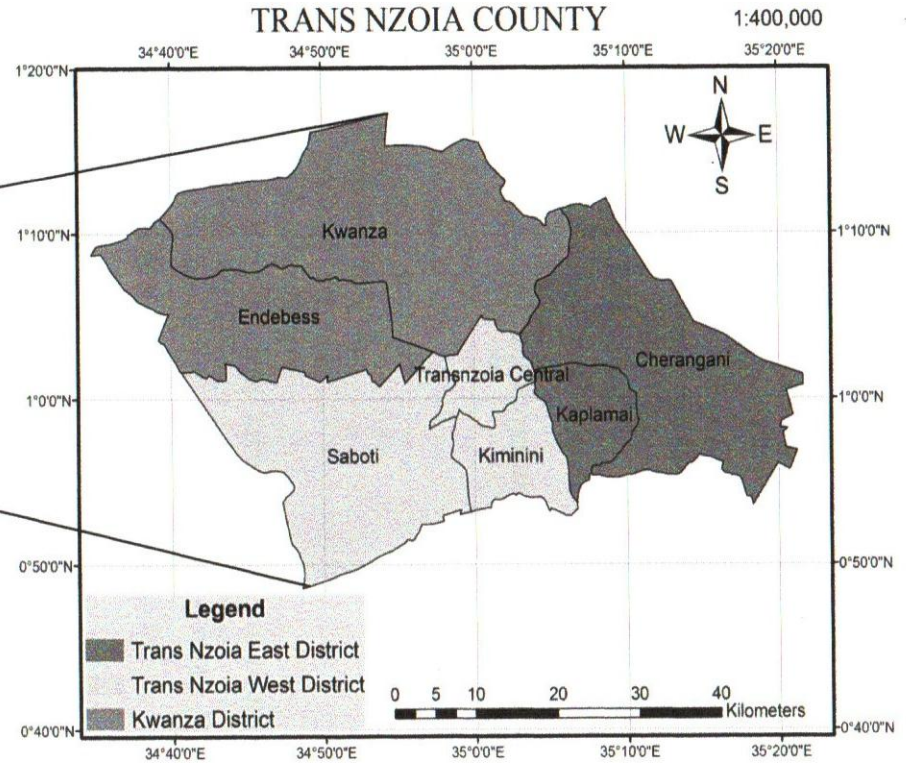 TRANS NZOIA COUNTY
1:400,000
34°40'0"E 34°50'0"E 35°0'0"E 35°10'0"E 35°20'0"E
1°20'0"N
N
W E
S
Kwanza
1°10'0"N 1°10'0"N
Endebess
Cherangani
Transnzoia Central
1°0'0"N 1°0'0"N
Kaplamai
Saboti
Kiminini
0°50'0"N 0°50'0"N
Legend
Trans Nzoia East District
Trans Nzoia West District
Kwanza District
0 5 10 20 30 40
Kilometers
0°40'0"N 0°40'0"N
34°40'0"E 34°50'0"E 35°0'0"E 35°10'0"E 35°20'0"E